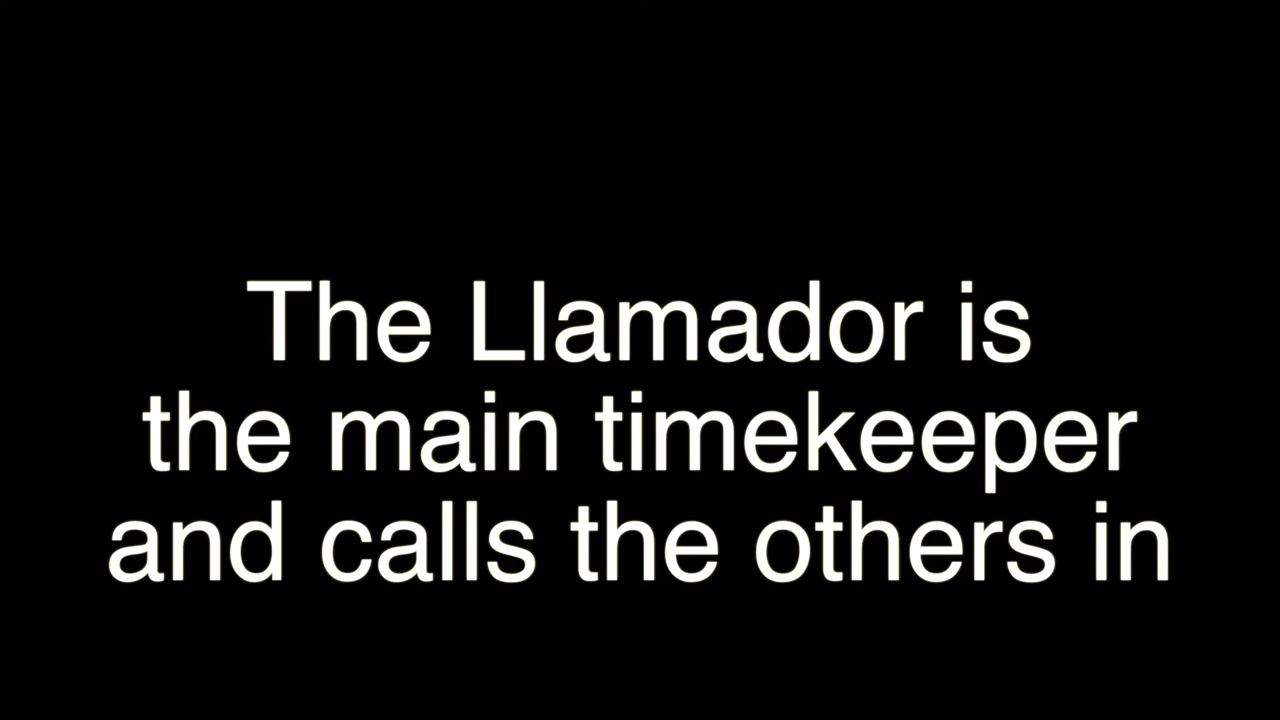 The Llamador is
the main timekeeper
and calls the others in